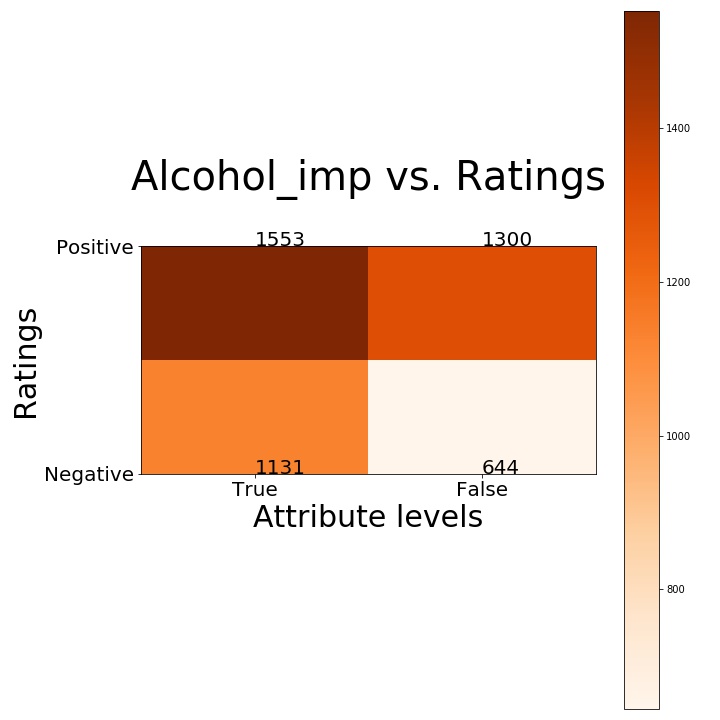 Alcohol_imp vs. Ratings
1553 1300
Positive
Ratings
1131 644
Negative
True False
Attribute levels
1400
1200
1000
800